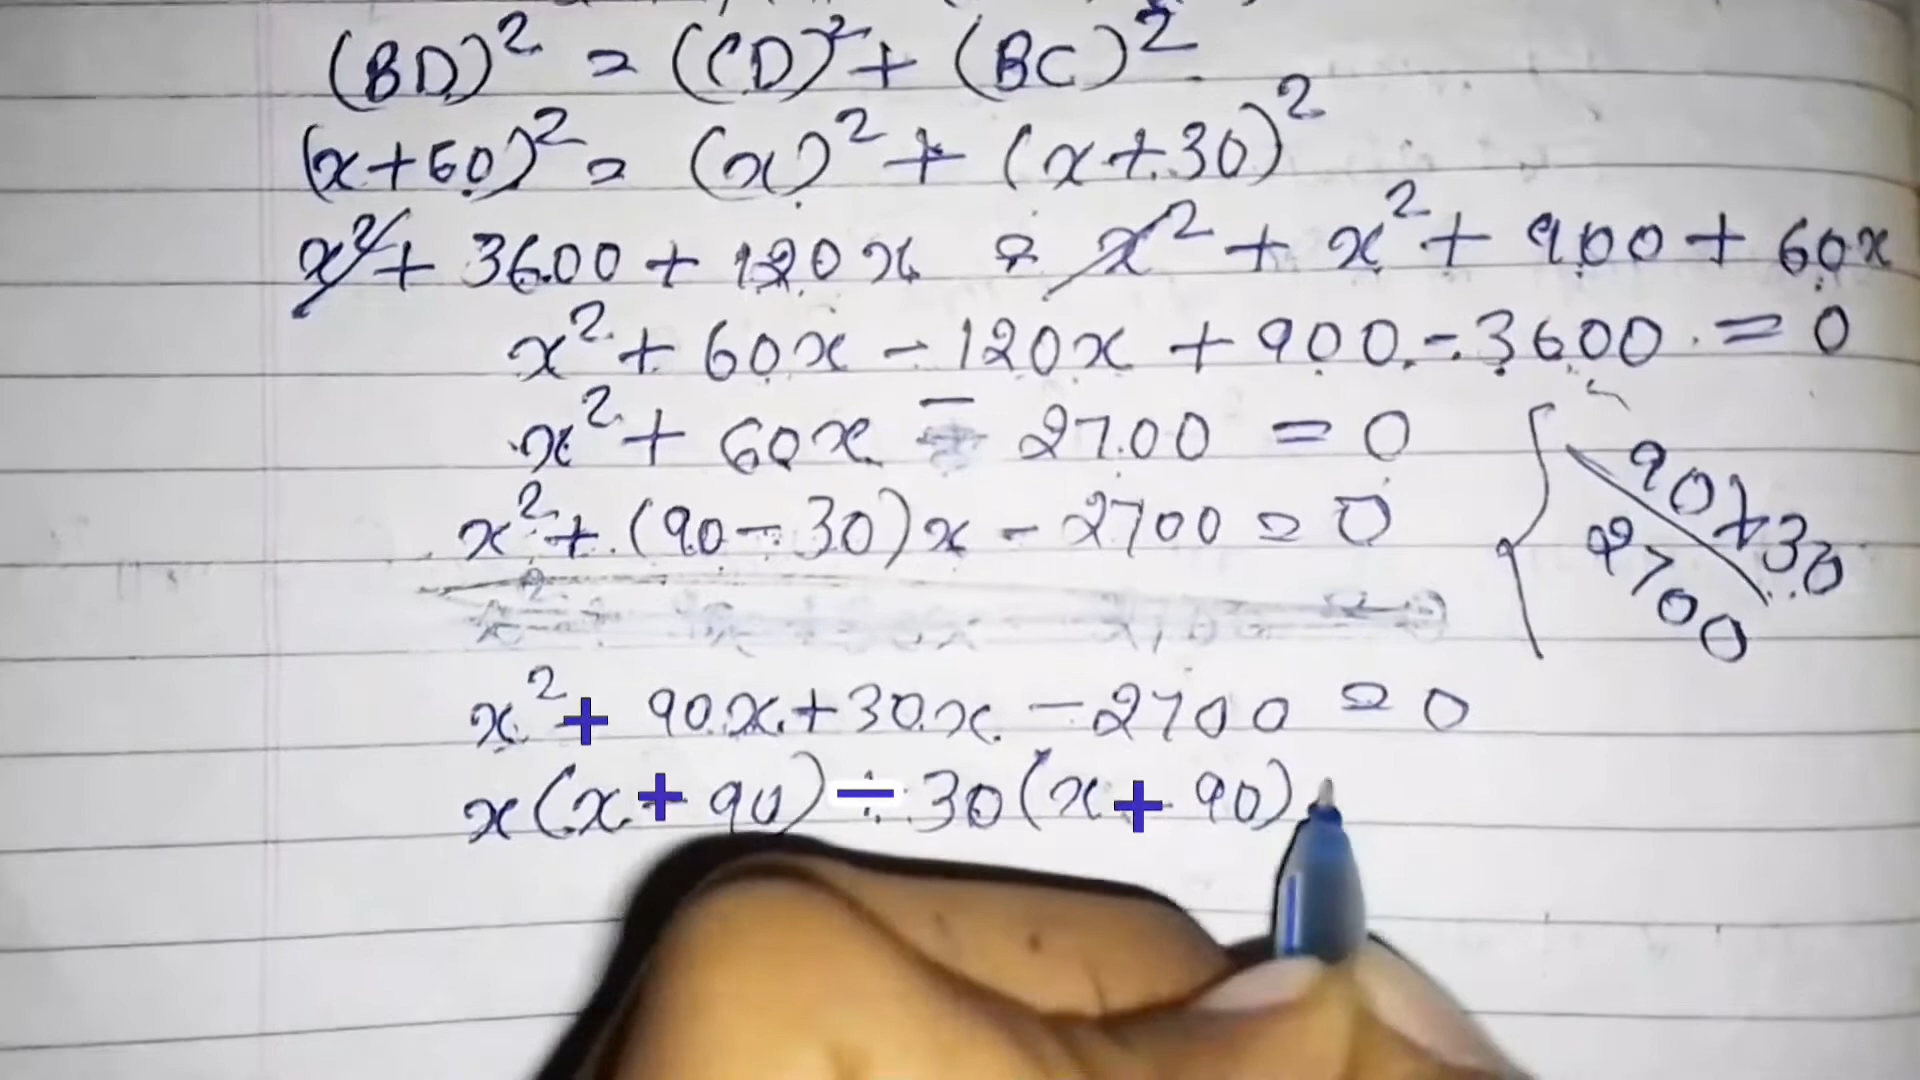 (BD)² = (CD)² + (BC)²
(x+60)² = (x)² + (x+30)²
x² + 3600 + 120x = x² + x² + 900 + 60x
x² + 60x - 120x + 900 - 3600 = 0
x² + 60x - 2700 = 0
x² + (90-30)x - 2700 = 0
90×30
2700
x² + 90x + 30x - 2700 = 0
x(x + 90) - 30(x + 90)